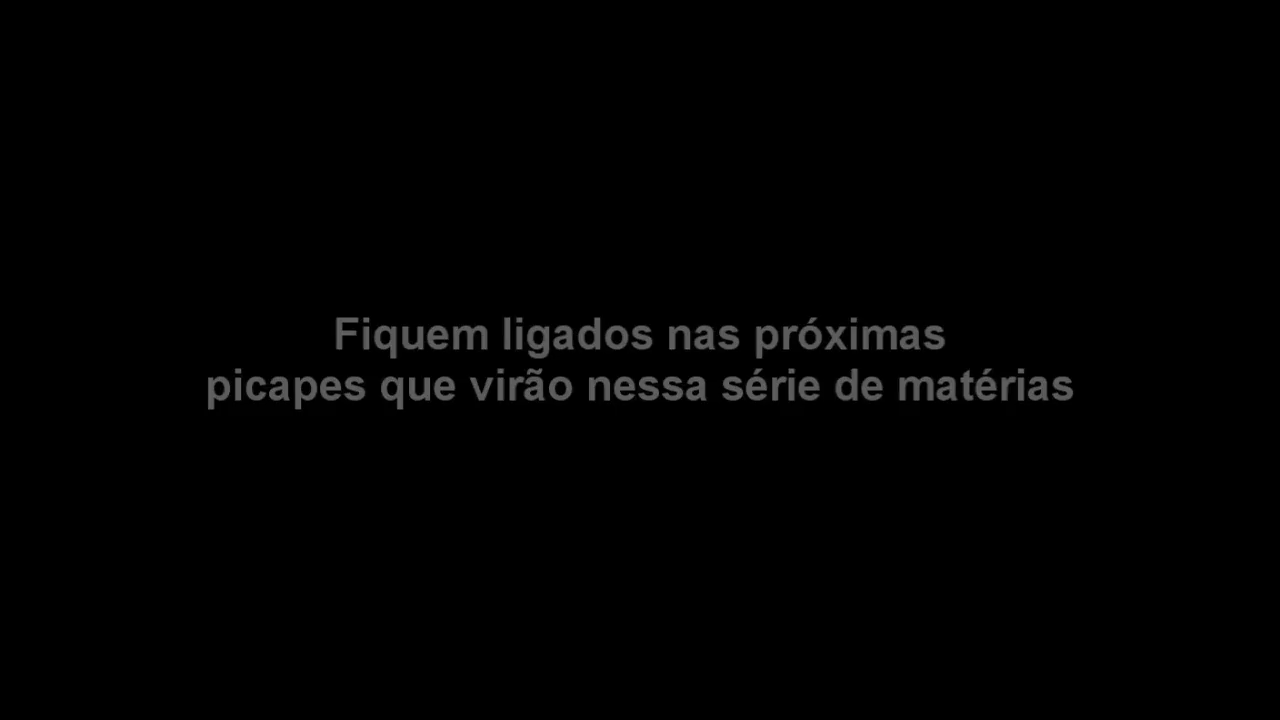 Fiquem ligados nas próximas
picapes que virão nessa série de matérias